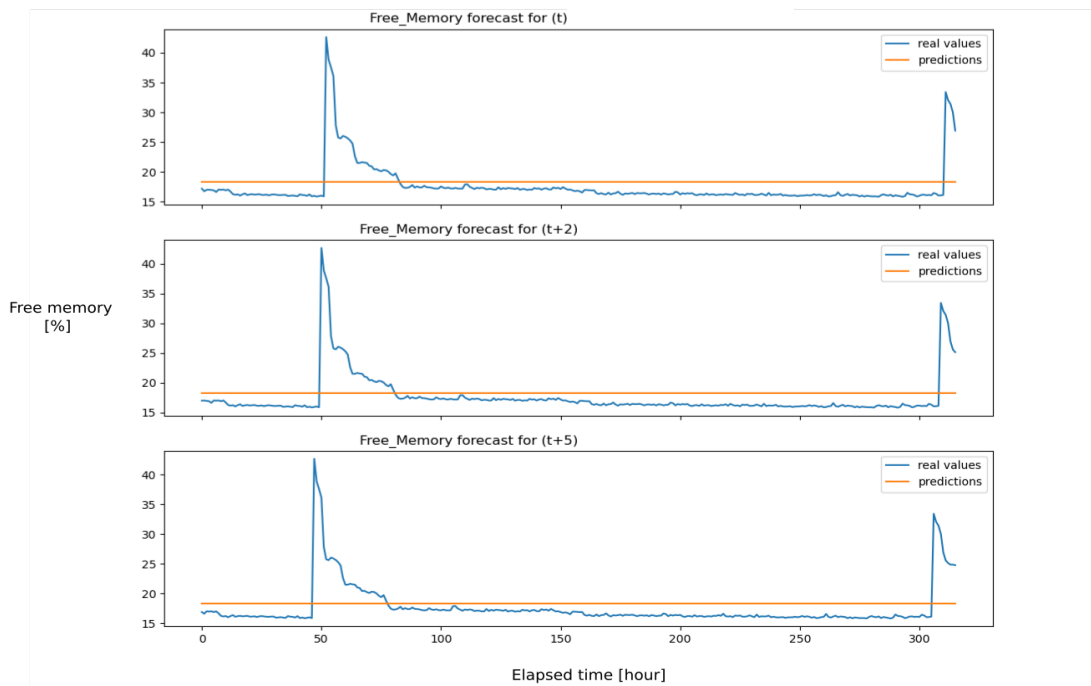 Free_Memory forecast for (t)
40
35
30
25
20
15
real values
predictions
Free_Memory forecast for (t+2)
40
35
30
25
20
15
real values
predictions
Free memory
[%]
Free_Memory forecast for (t+5)
40
35
30
25
20
15
real values
predictions
0 50 100 150 200 250 300
Elapsed time [hour]